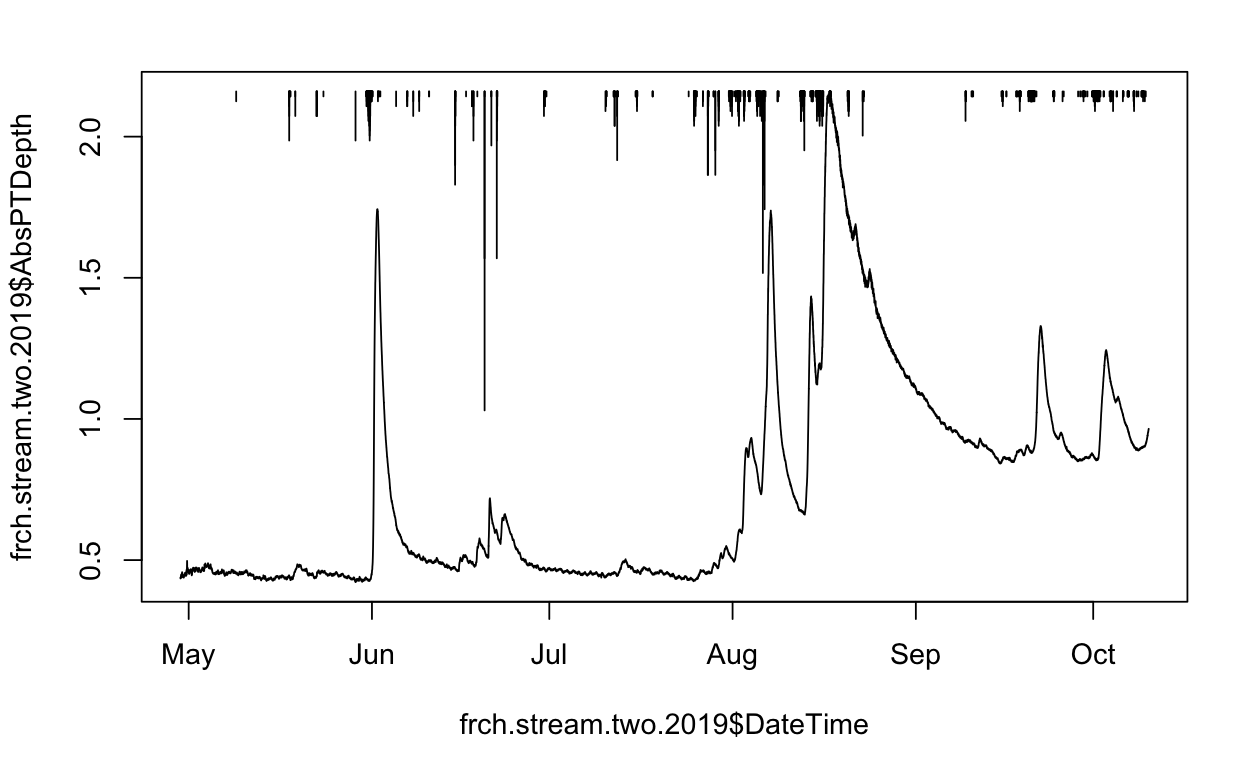 frch.stream.two.2019$AbsPTDepth
2.0
1.5
1.0
0.5
May Jun Jul Aug Sep Oct
frch.stream.two.2019$DateTime